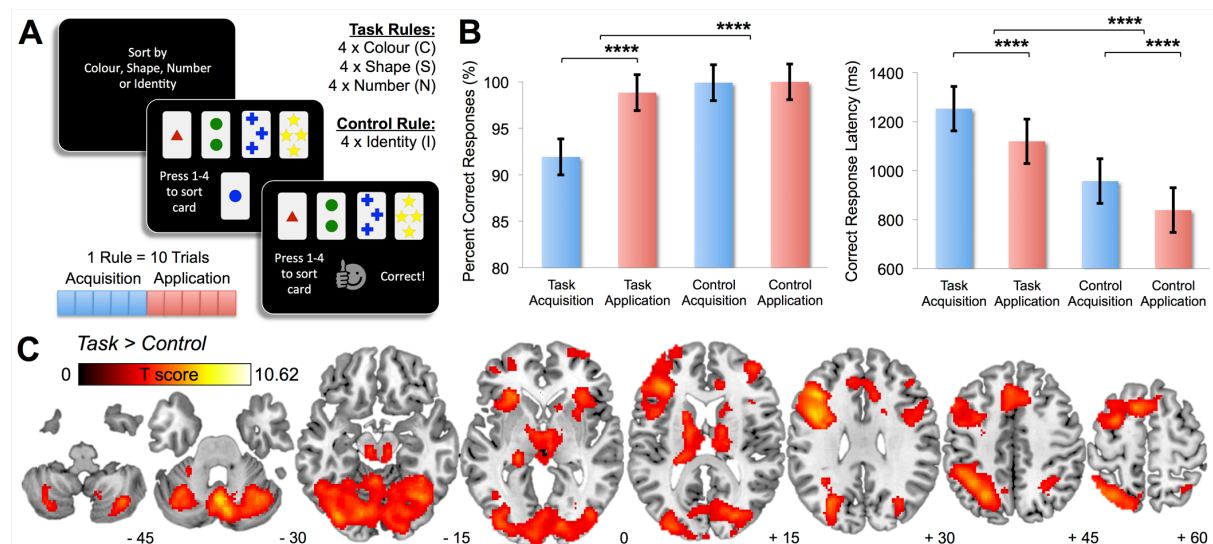 A
Sort by
Colour, Shape, Number
or Identity
Task Rules:
4 x Colour (C)
4 x Shape (S)
4 x Number (N)
Control Rule:
4 x Identity (I)
Press 1-4
to sort
card
Press 1-4
to sort
card
Correct!
1 Rule = 10 Trials
Acquisition Application
B
Percent Correct Responses (%)
100
95
90
85
80
****
****
Task
Acquisition
Task
Application
Control
Acquisition
Control
Application
Correct Response Latency (ms)
1400
1200
1000
800
600
****
****
****
Task
Acquisition
Task
Application
Control
Acquisition
Control
Application
C
Task > Control
0 T score 10.62
- 45 - 30 - 15 0 + 15 + 30 + 45 + 60